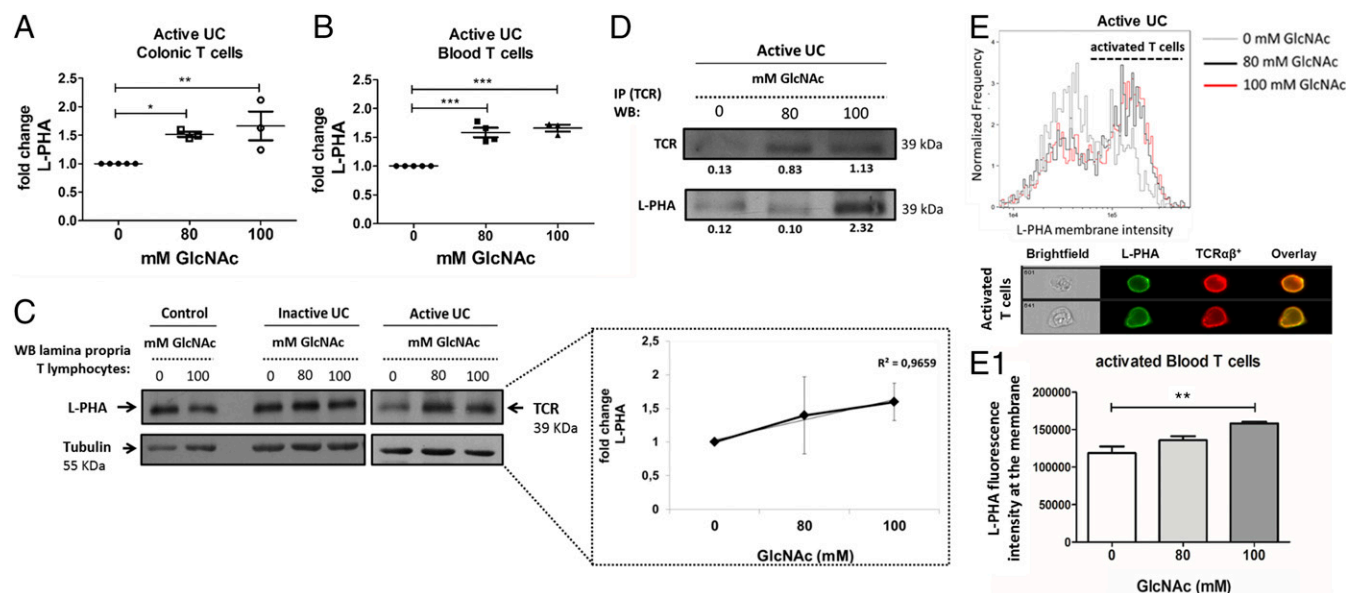 A
Active UC
Colonic T cells
fold change
L-PHA
2.5
2.0
1.5
1.0
0.5
0.0
*
**
0
80
100
mM GlcNAc
B
Active UC
Blood T cells
fold change
L-PHA
2.5
2.0
1.5
1.0
0.5
0.0
***
***
0
80
100
mM GlcNAc
D
Active UC
mM GlcNAc
IP (TCR)
WB:
0
80
100
TCR
39 kDa
0.13
0.83
1.13
L-PHA
39 kDa
0.12
0.10
2.32
E
Active UC
activated T cells
0 mM GlcNAc
80 mM GlcNAc
100 mM GlcNAc
Normalized Frequency
4
3
2
1
0
1e4
1e5
L-PHA membrane intensity
Brightfield
L-PHA
TCRαβ⁺
Overlay
Activated
T cells
C
Control
Inactive UC
Active UC
mM GlcNAc
mM GlcNAc
mM GlcNAc
WB lamina propria
T lymphocytes:
0
100
0
80
100
0
80
100
L-PHA
TCR
39 kDa
Tubulin
55 KDa
R² = 0,9659
fold change
L-PHA
2,5
2
1,5
1
0,5
0
0
80
100
GlcNAc (mM)
E1
activated Blood T cells
**
L-PHA fluorescence
intensity at the membrane
200000
150000
100000
50000
0
0
80
100
GlcNAc (mM)